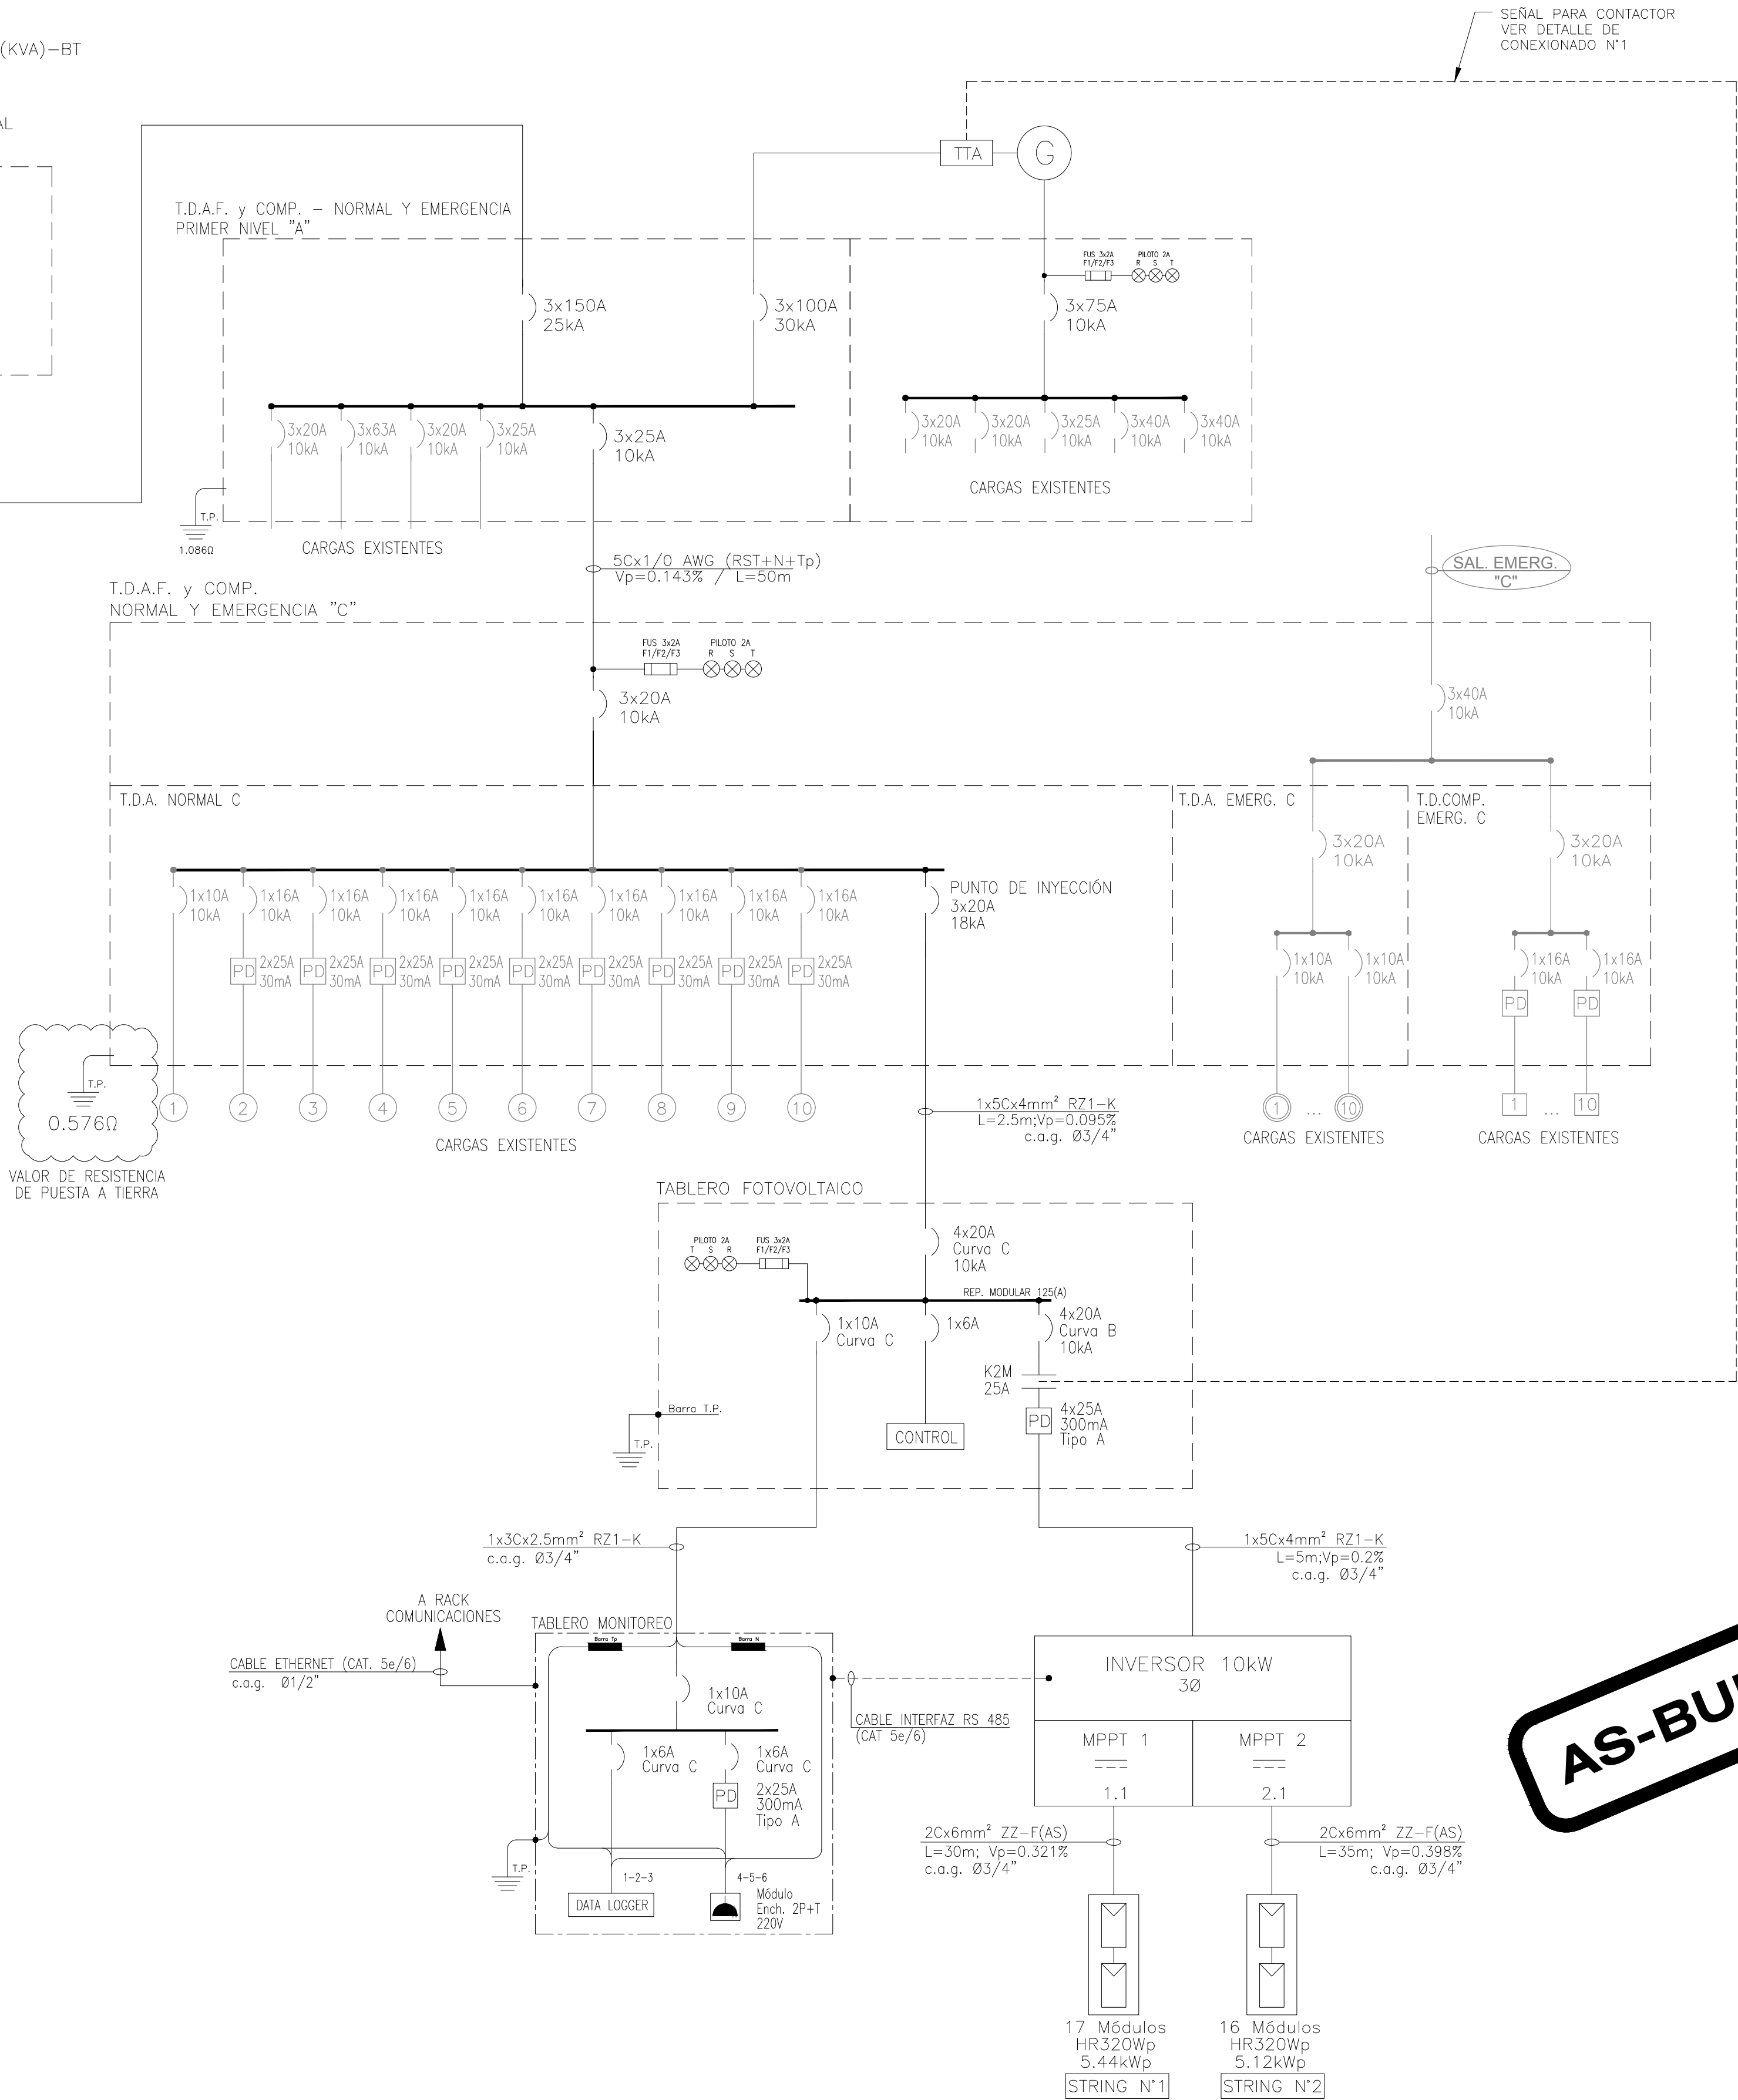 SEÑAL PARA CONTACTOR
VER DETALLE DE
CONEXIONADO N°1
(KVA)-BT
AL
TTA
G
T.D.A.F. y COMP. - NORMAL Y EMERGENCIA
PRIMER NIVEL "A"
FUS 3x2A
F1/F2/F3
PILOTO 2A
R S T
3x150A
25kA
3x100A
30kA
3x75A
10kA
3x20A
10kA
3x63A
10kA
3x20A
10kA
3x25A
10kA
3x25A
10kA
3x20A
10kA
3x20A
10kA
3x25A
10kA
3x40A
10kA
3x40A
10kA
CARGAS EXISTENTES
T.P.
1.086Ω
CARGAS EXISTENTES
5Cx1/0 AWG (RST+N+Tp)
Vp=0.143% / L=50m
SAL. EMERG.
"C"
T.D.A.F. y COMP.
NORMAL Y EMERGENCIA "C"
FUS 3x2A
F1/F2/F3
PILOTO 2A
R S T
3x20A
10kA
3x40A
10kA
T.D.A. NORMAL C
T.D.A. EMERG. C
T.D.COMP.
EMERG. C
3x20A
10kA
3x20A
10kA
1x10A
10kA
1x16A
10kA
1x16A
10kA
1x16A
10kA
1x16A
10kA
1x16A
10kA
1x16A
10kA
1x16A
10kA
1x16A
10kA
1x16A
10kA
PUNTO DE INYECCIÓN
3x20A
18kA
PD 2x25A
30mA
PD 2x25A
30mA
PD 2x25A
30mA
PD 2x25A
30mA
PD 2x25A
30mA
PD 2x25A
30mA
PD 2x25A
30mA
PD 2x25A
30mA
PD 2x25A
30mA
1x10A
10kA
1x10A
10kA
1x16A
10kA
1x16A
10kA
PD
PD
T.P.
0.576Ω
VALOR DE RESISTENCIA
DE PUESTA A TIERRA
1 2 3 4 5 6 7 8 9 10
CARGAS EXISTENTES
1x5Cx4mm² RZ1-K
L=2.5m;Vp=0.095%
c.a.g. Ø3/4"
1 ... 10
CARGAS EXISTENTES
1 ... 10
CARGAS EXISTENTES
TABLERO FOTOVOLTAICO
PILOTO 2A
T S R
FUS 3x2A
F1/F2/F3
4x20A
Curva C
10kA
REP. MODULAR 125(A)
1x10A
Curva C
1x6A
4x20A
Curva B
10kA
K2M
25A
PD
4x25A
300mA
Tipo A
Barra T.P.
T.P.
CONTROL
1x3Cx2.5mm² RZ1-K
c.a.g. Ø3/4"
1x5Cx4mm² RZ1-K
L=5m;Vp=0.2%
c.a.g. Ø3/4"
A RACK
COMUNICACIONES
CABLE ETHERNET (CAT. 5e/6)
c.a.g. Ø1/2"
TABLERO MONITOREO
Barra Tp
Barra N
1x10A
Curva C
1x6A
Curva C
1x6A
Curva C
PD
2x25A
300mA
Tipo A
T.P.
1-2-3
4-5-6
DATA LOGGER
Módulo
Ench. 2P+T
220V
CABLE INTERFAZ RS 485
(CAT 5e/6)
INVERSOR 10kW
3Ø
MPPT 1
1.1
MPPT 2
2.1
2Cx6mm² ZZ-F(AS)
L=30m; Vp=0.321%
c.a.g. Ø3/4"
2Cx6mm² ZZ-F(AS)
L=35m; Vp=0.398%
c.a.g. Ø3/4"
17 Módulos
HR320Wp
5.44kWp
STRING N°1
16 Módulos
HR320Wp
5.12kWp
STRING N°2